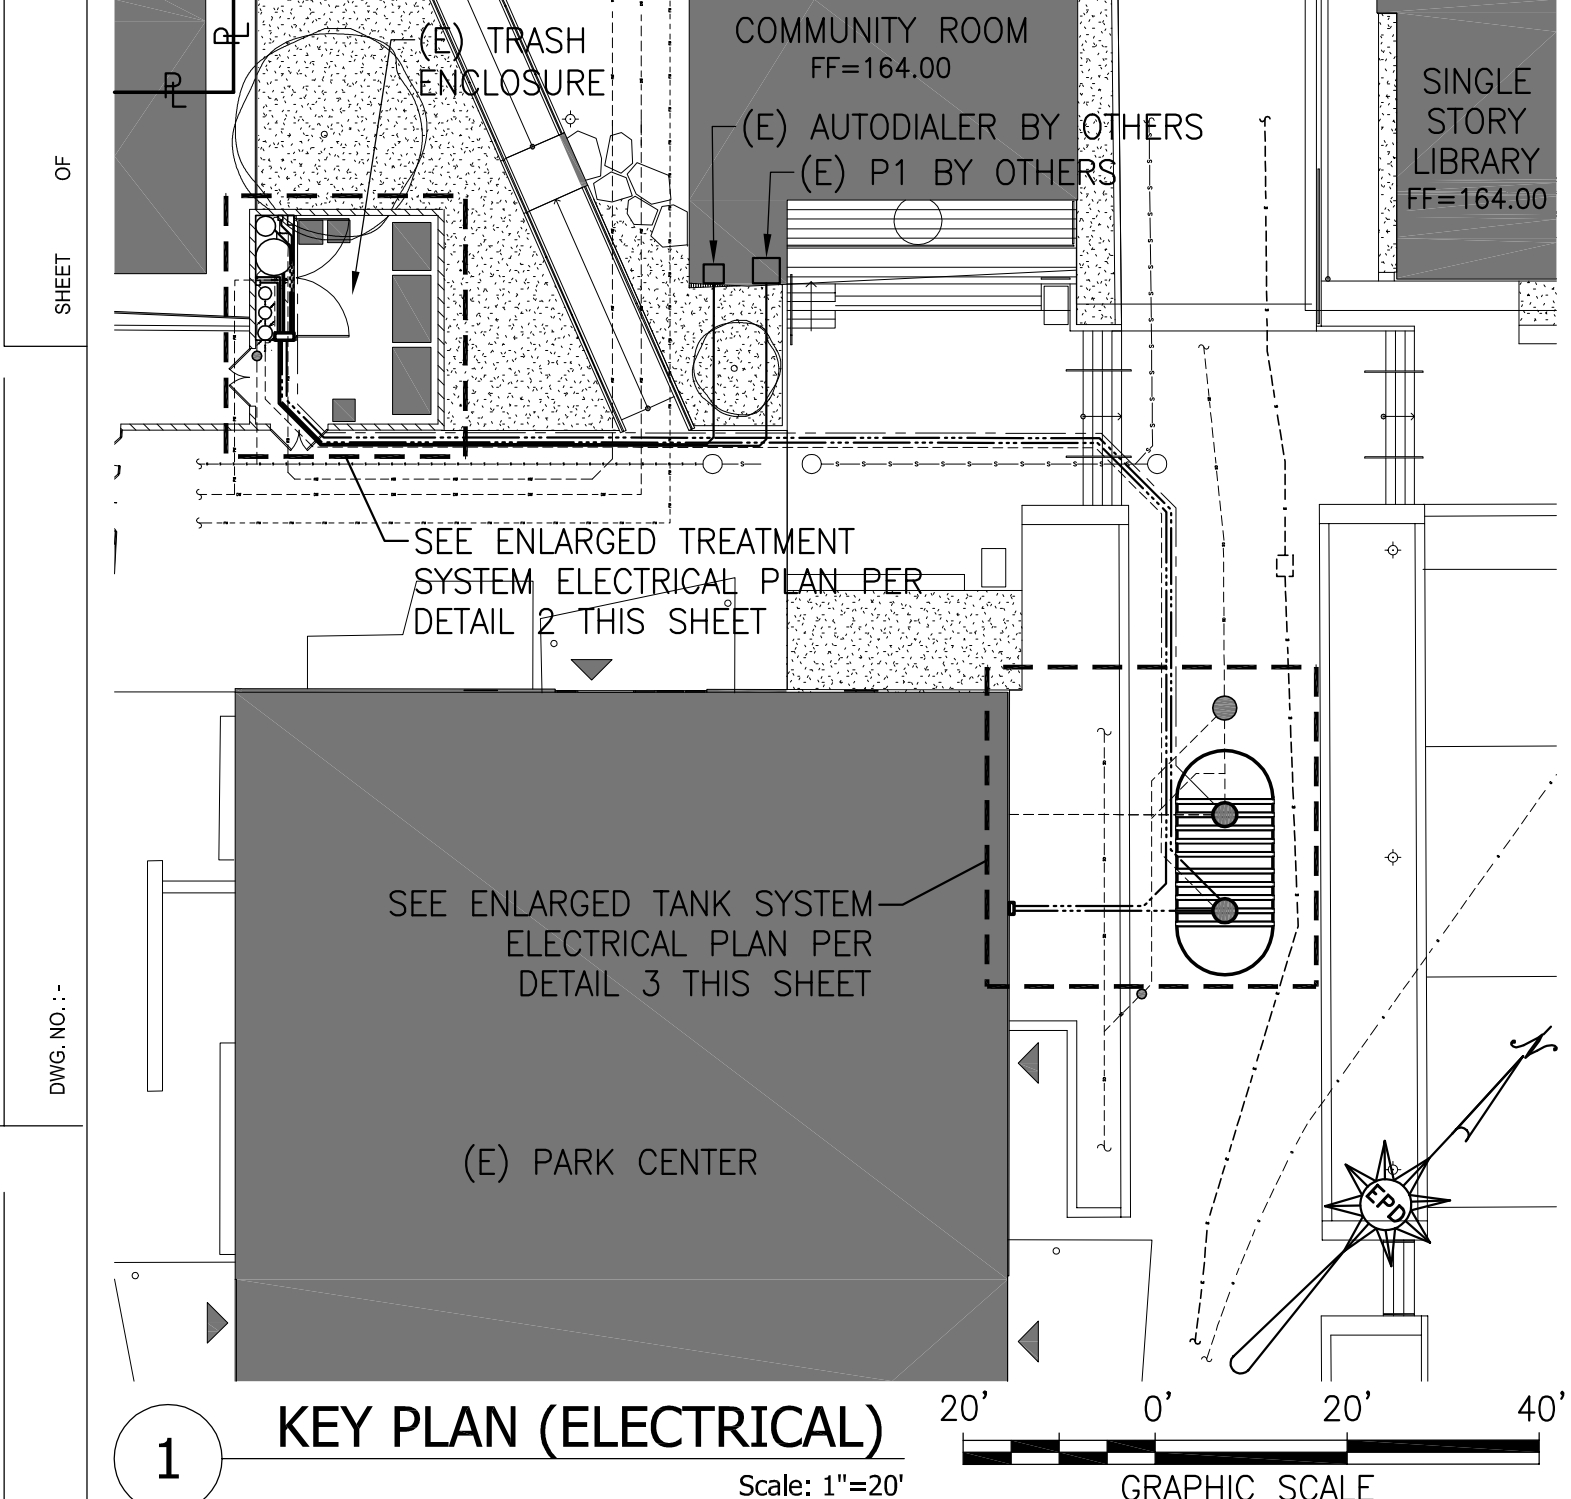 SHEET OF
DWG. NO. : -
PL
PL
(E) TRASH
ENCLOSURE
COMMUNITY ROOM
FF=164.00
(E) AUTODIALER BY OTHERS
(E) P1 BY OTHERS
SINGLE
STORY
LIBRARY
FF=164.00
SEE ENLARGED TREATMENT
SYSTEM ELECTRICAL PLAN PER
DETAIL 2 THIS SHEET
SEE ENLARGED TANK SYSTEM
ELECTRICAL PLAN PER
DETAIL 3 THIS SHEET
(E) PARK CENTER
N
EPD
1
KEY PLAN (ELECTRICAL)
Scale: 1"=20'
20' 0' 20' 40'
GRAPHIC SCALE